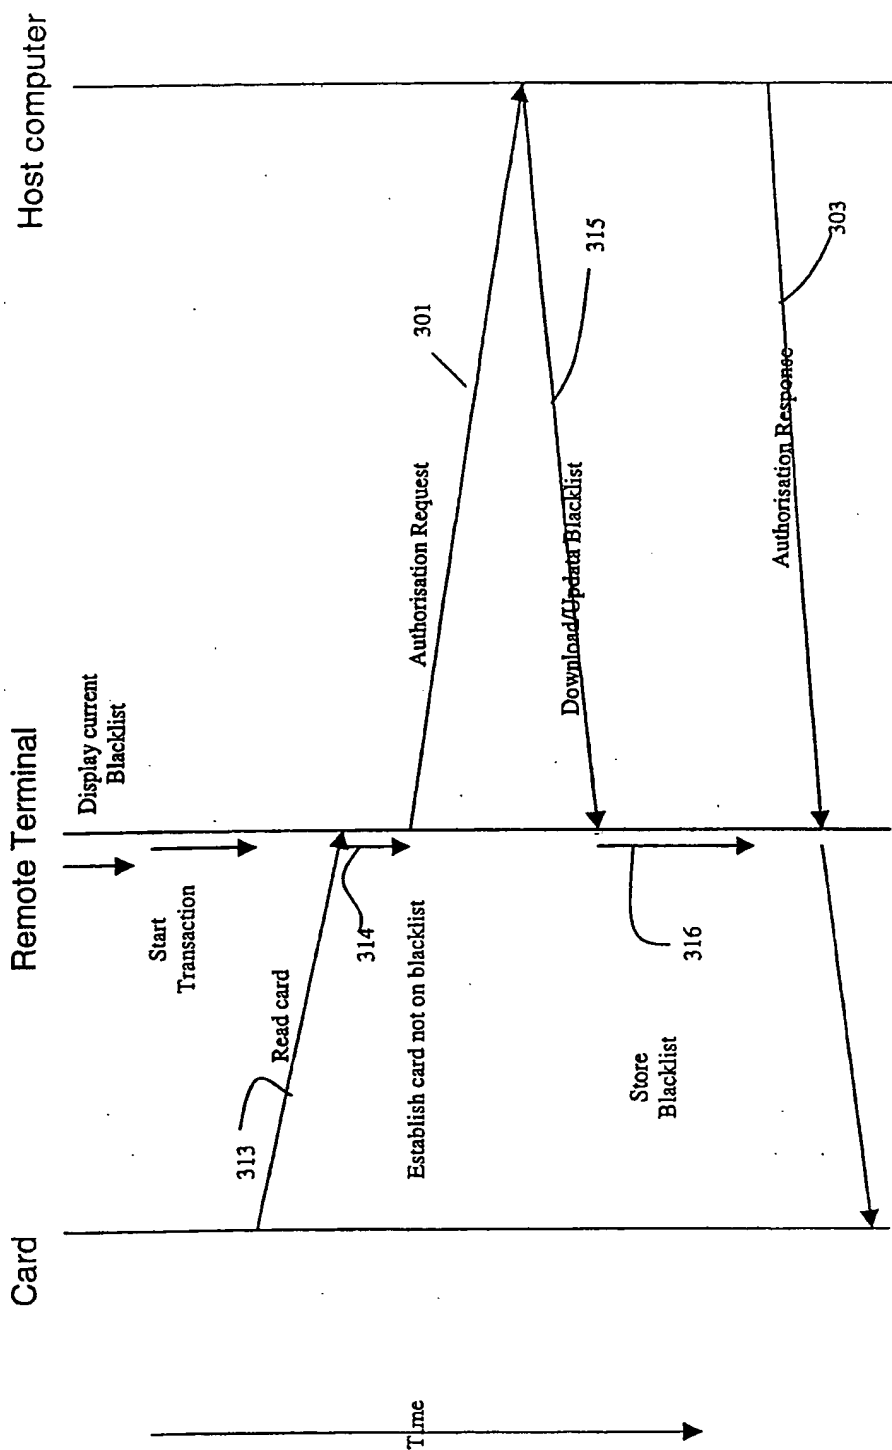 Card
Remote Terminal
Host computer
Display current
Blacklist
Start
Transaction
313
Read card
314
Establish card not on blacklist
Authorisation Request
301
Download/Updata Blacklist
315
Store
Blacklist
316
Authorisation Response
303
Time